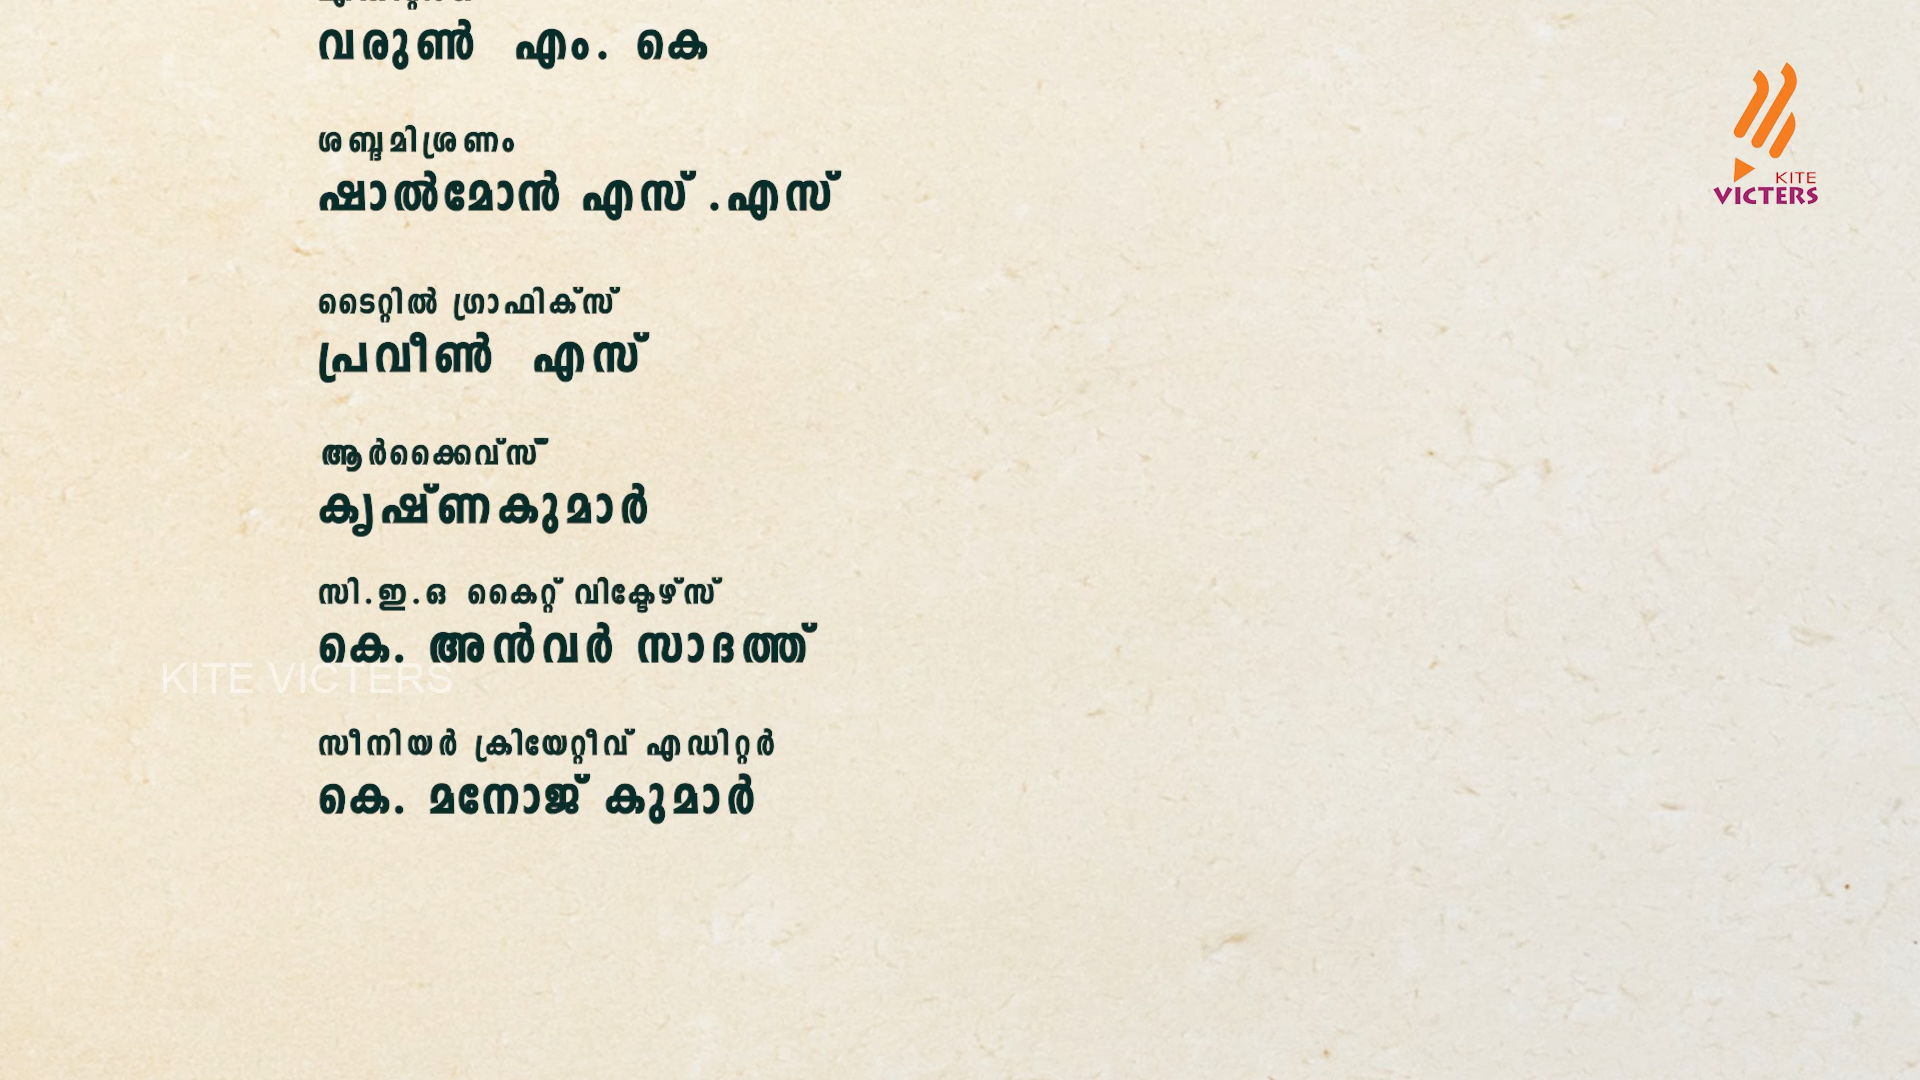 വരുൺ എം. കെ
ശബ്ദമിശ്രണം
ഷാൽമോൻ എസ് .എസ്
ടൈറ്റിൽ ഗ്രാഫിക്സ്
പ്രവീൺ എസ്
ആർക്കൈവ്സ്
കൃഷ്ണകുമാർ
സി.ഇ.ഒ കൈറ്റ് വിക്ടേഴ്സ്
കെ. അൻവർ സാദത്ത്
സീനിയർ ക്രിയേറ്റീവ് എഡിറ്റർ
കെ. മനോജ് കുമാർ
KITE VICTERS
KITE
VICTERS